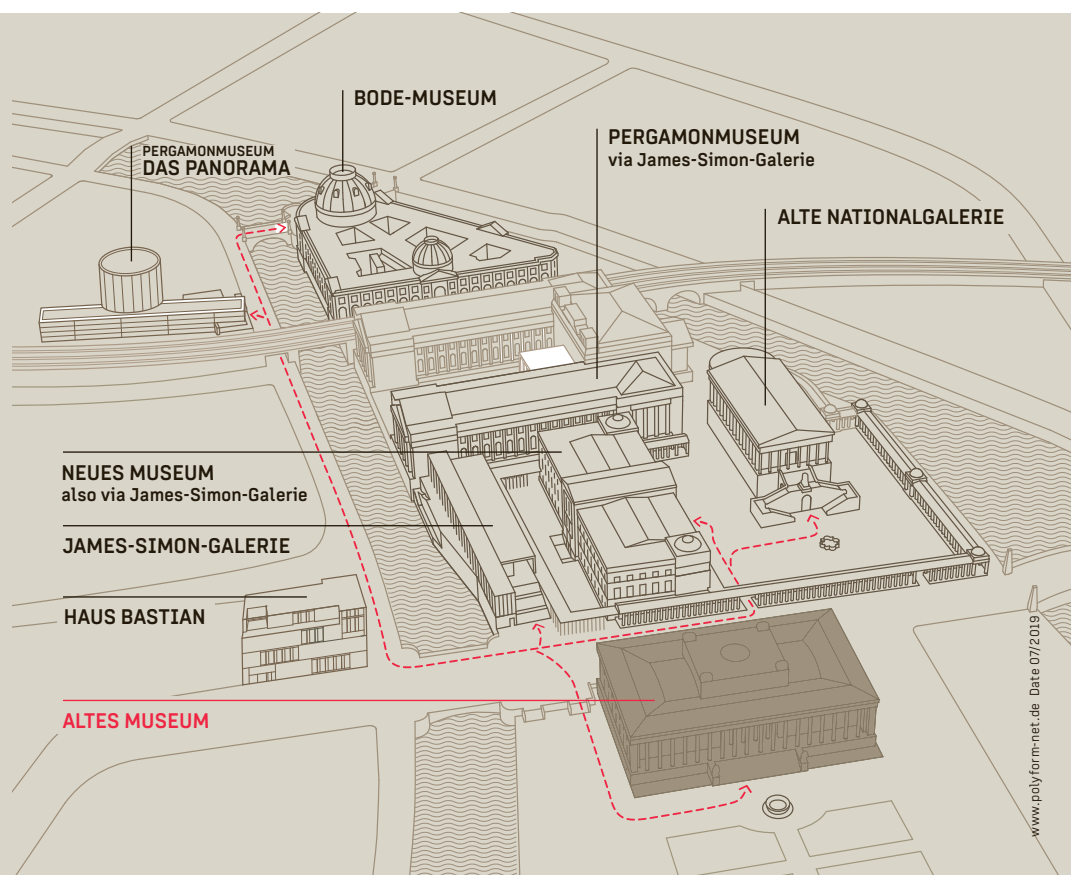 BODE-MUSEUM
PERGAMONMUSEUM
DAS PANORAMA
PERGAMONMUSEUM
via James-Simon-Galerie
ALTE NATIONALGALERIE
NEUES MUSEUM
also via James-Simon-Galerie
JAMES-SIMON-GALERIE
HAUS BASTIAN
ALTES MUSEUM
www.polyform-net.de Date 07/2019